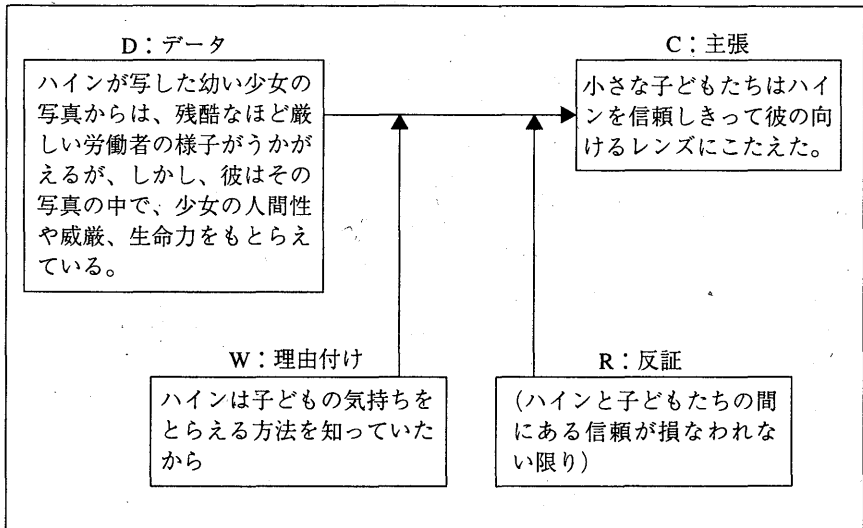 D：データ
ハインが写した幼い少女の
写真からは、残酷なほど厳
しい労働者の様子がうかが
えるが、しかし、彼はその
写真の中で、少女の人間性
や威厳、生命力をもとらえ
ている。
C：主張
小さな子どもたちはハイ
ンを信頼しきって彼の向
けるレンズにこたえた。
W：理由付け
ハインは子どもの気持ちを
とらえる方法を知っていた
から
R：反証
(ハインと子どもたちの間
にある信頼が損なわれな
い限り)